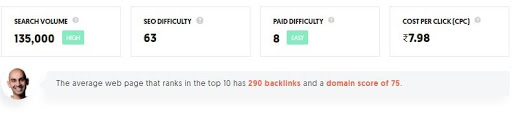 SEARCH VOLUME
135,000 HIGH
SEO DIFFICULTY
63
PAID DIFFICULTY
8 EASY
COST PER CLICK (CPC)
₹7.98
The average web page that ranks in the top 10 has 290 backlinks and a domain score of 75.